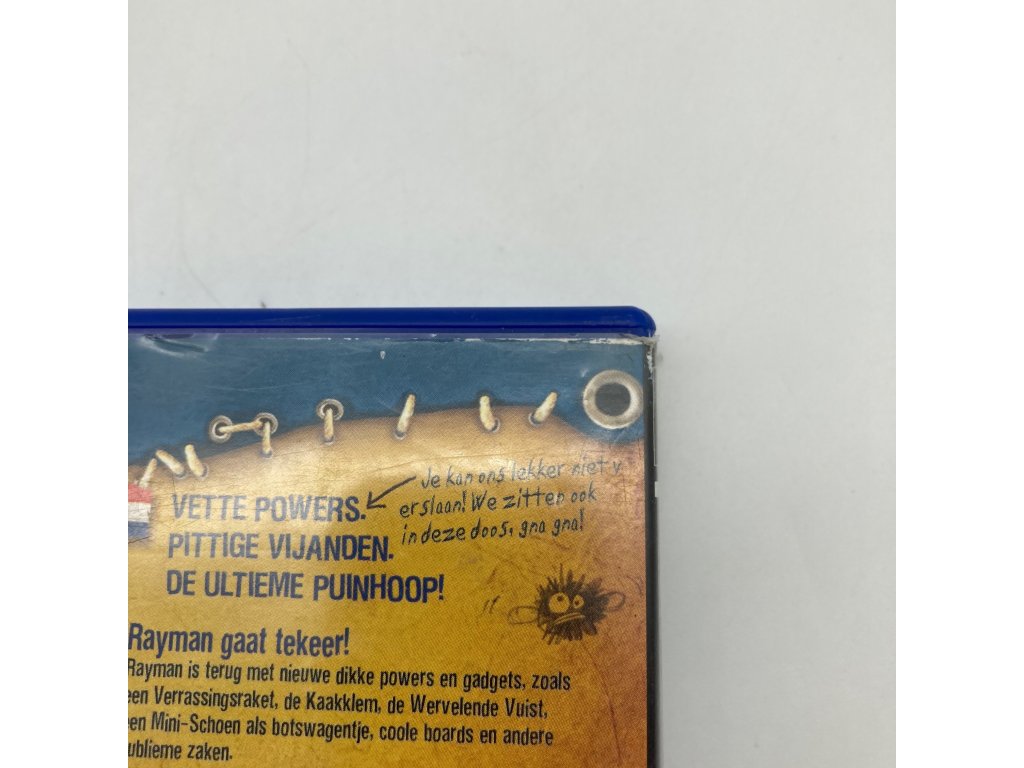 Je kan ons lekker niet v
erslaan! We zitten ook
in deze doos, gna gna!
VETTE POWERS.
PITTIGE VIJANDEN.
DE ULTIEME PUINHOOP!
Rayman gaat tekeer!
Rayman is terug met nieuwe dikke powers en gadgets, zoals
een Verrassingsraket, de Kaakklem, de Wervelende Vuist,
en Mini-Schoen als botswagentje, coole boards en andere
ublieme zaken.